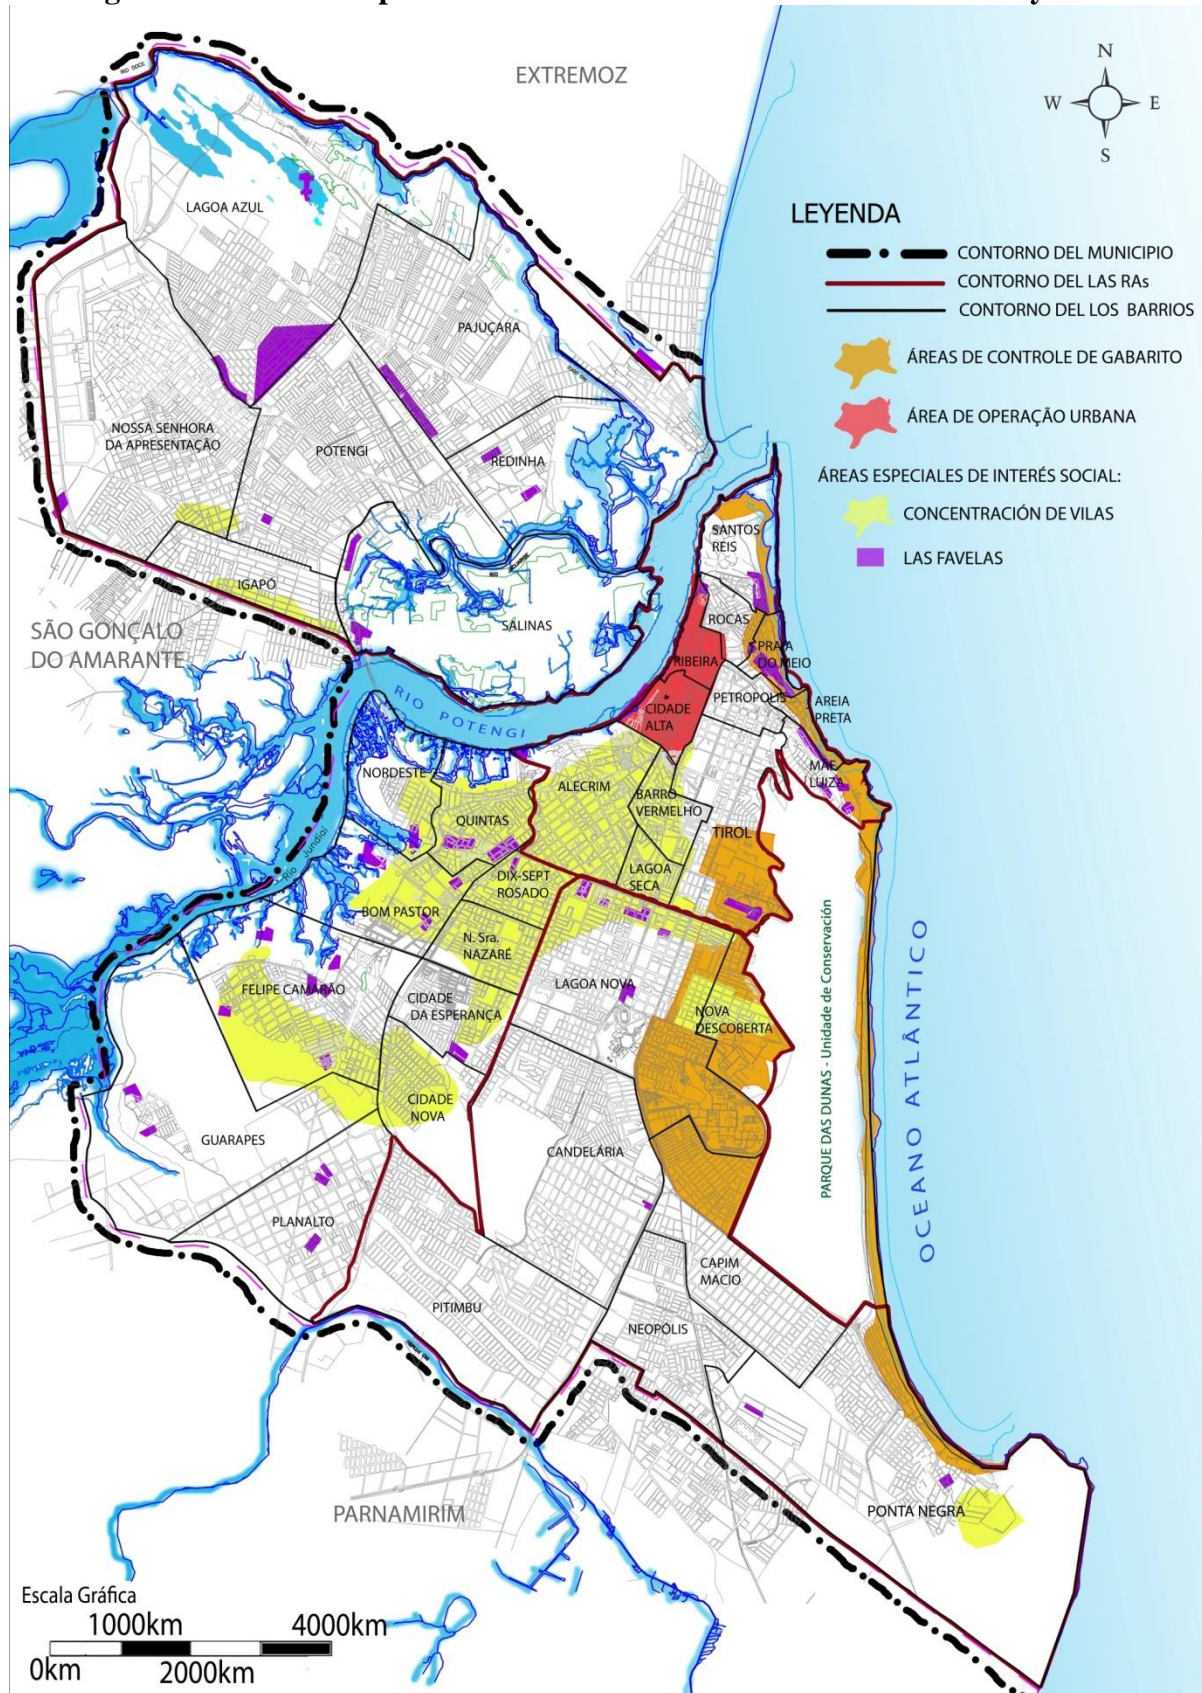 EXTREMOZ
N
W
E
S
RIO DOCE
LAGOA AZUL
LEYENDA
CONTORNO DEL MUNICIPIO
CONTORNO DEL LAS RAs
CONTORNO DEL LOS BARRIOS
ÁREAS DE CONTROLE DE GABARITO
ÁREA DE OPERAÇÃO URBANA
ÁREAS ESPECIALES DE INTERÉS SOCIAL:
CONCENTRACIÓN DE VILAS
LAS FAVELAS
PAJUÇARA
NOSSA SENHORA
DA APRESENTAÇÃO
POTENGI
REDINHA
SANTOS
REIS
IGAPÓ
SALINAS
SÃO GONÇALO
DO AMARANTE
ROCAS
PRAIA
DO MEIO
RIBEIRA
RIO POTENGI
CIDADE
ALTA
PETROPOLIS
AREIA
PRETA
MAE
LUIZA
NORDESTE
ALECRIM
BARRO
VERMELHO
QUINTAS
TIROL
Rio Jundiaí
DIX-SEPT
ROSADO
LAGOA
SECA
BOM PASTOR
N. Sra.
NAZARÉ
FELIPE CAMARÃO
CIDADE
DA ESPERANÇA
LAGOA NOVA
NOVA
DESCOBERTA
PARQUE DAS DUNAS - Unidade de Conservación
OCEANO ATLÂNTICO
CIDADE
NOVA
GUARAPES
CANDELÁRIA
PLANALTO
CAPIM
MACIO
PITIMBU
NEOPÓLIS
PARNAMIRIM
PONTA NEGRA
Escala Gráfica
1000km
4000km
0km
2000km